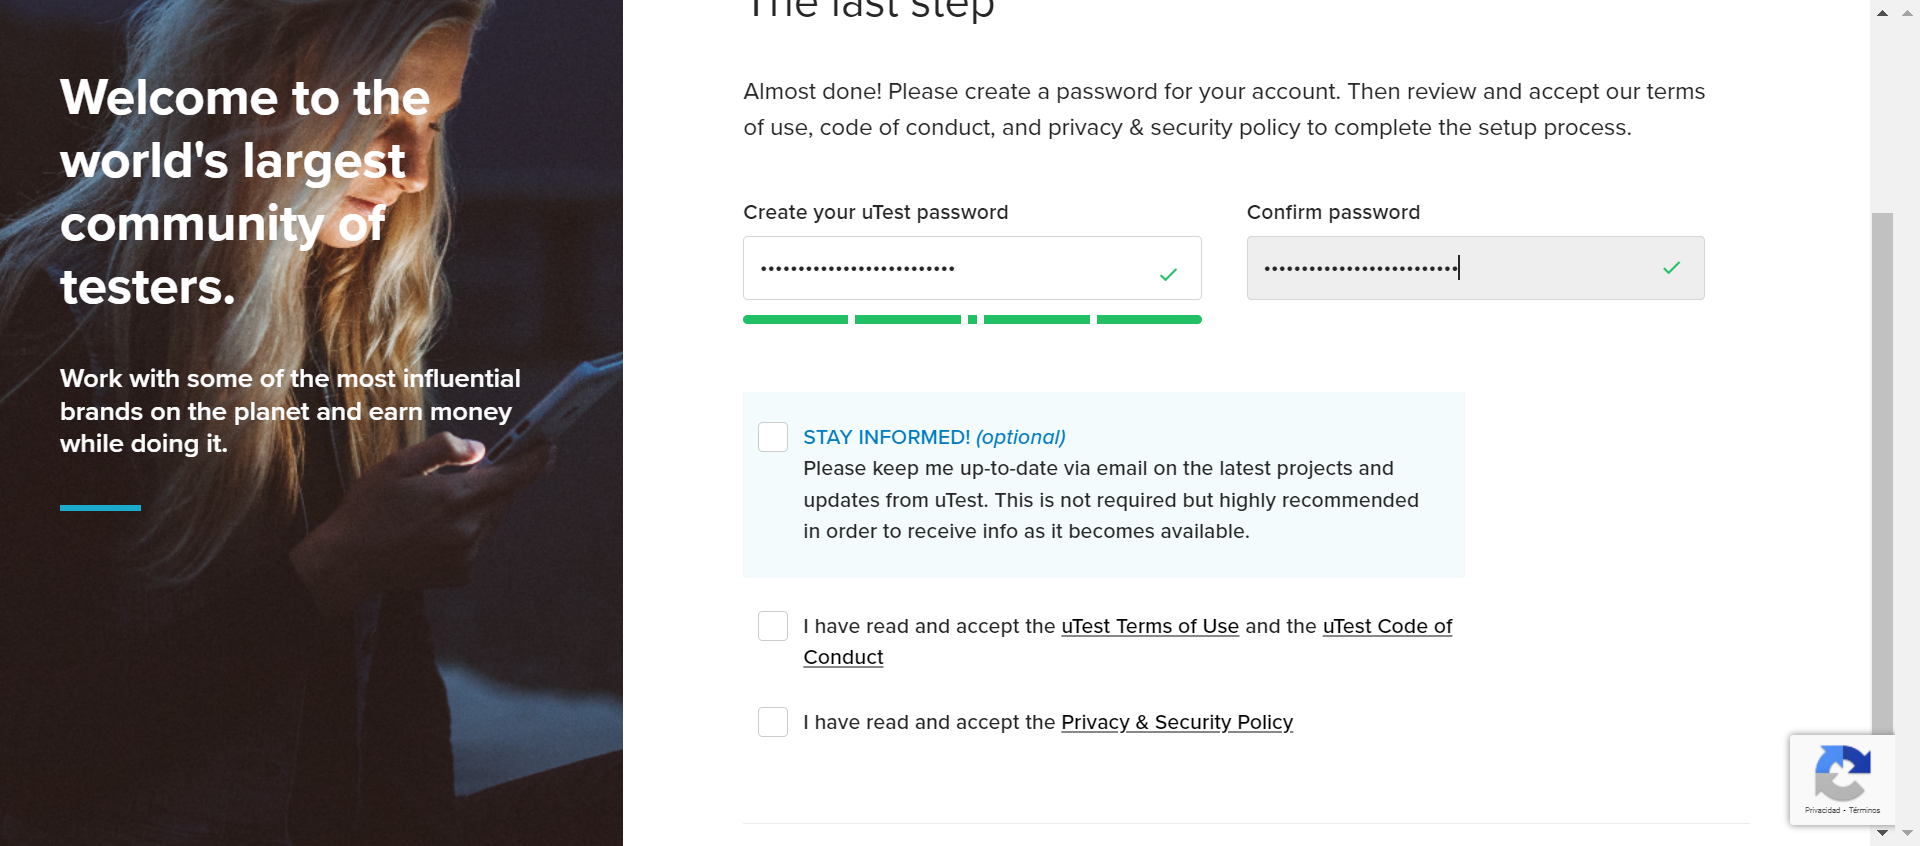 Welcome to the
world's largest
community of
testers.
Work with some of the most influential
brands on the planet and earn money
while doing it.
The last step
Almost done! Please create a password for your account. Then review and accept our terms
of use, code of conduct, and privacy & security policy to complete the setup process.
Create your uTest password
Confirm password
STAY INFORMED! (optional)
Please keep me up-to-date via email on the latest projects and
updates from uTest. This is not required but highly recommended
in order to receive info as it becomes available.
I have read and accept the uTest Terms of Use and the uTest Code of
Conduct
I have read and accept the Privacy & Security Policy
Privacidad - Términos